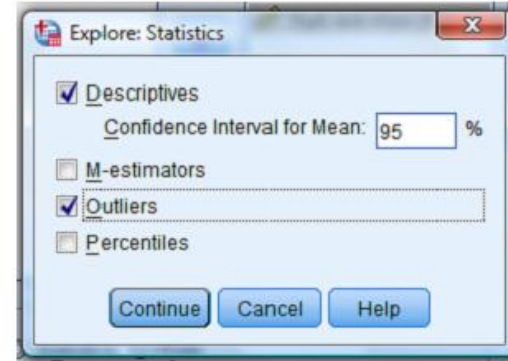 Explore: Statistics
Descriptives
Confidence Interval for Mean: 95 %
M-estimators
Outliers
Percentiles
Continue Cancel Help